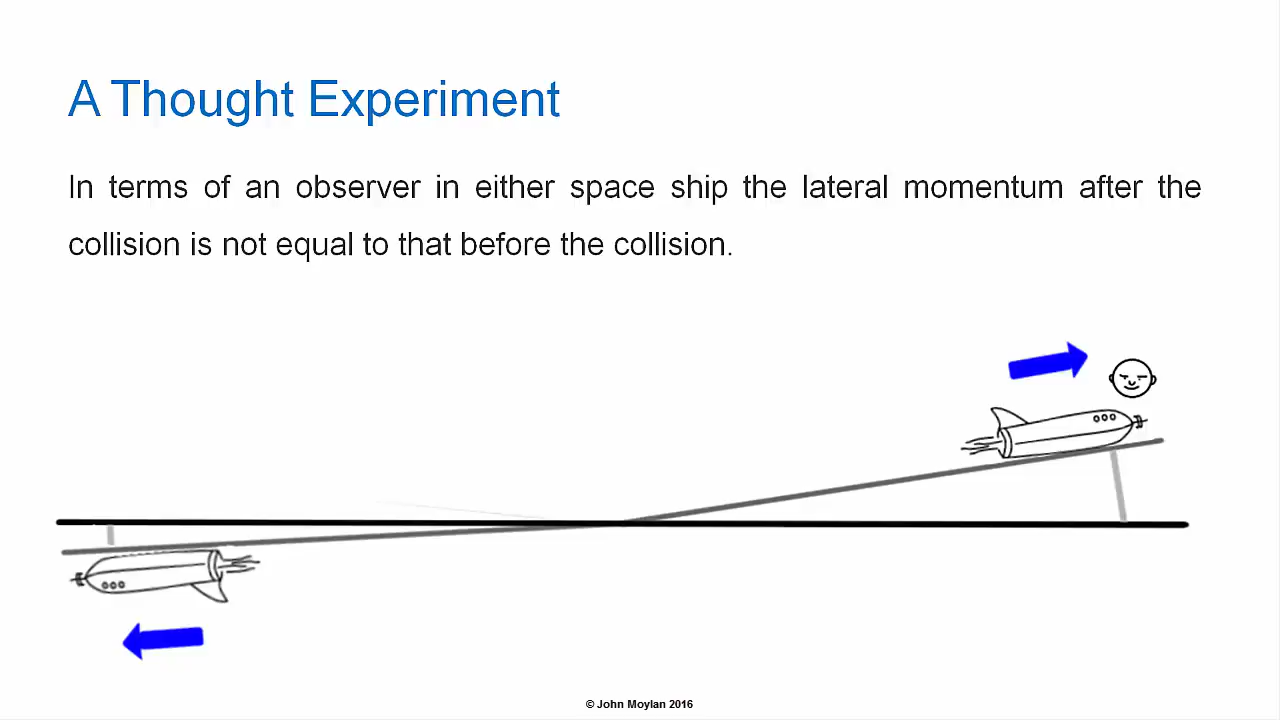 A Thought Experiment
In terms of an observer in either space ship the lateral momentum after the
collision is not equal to that before the collision.
© John Moylan 2016